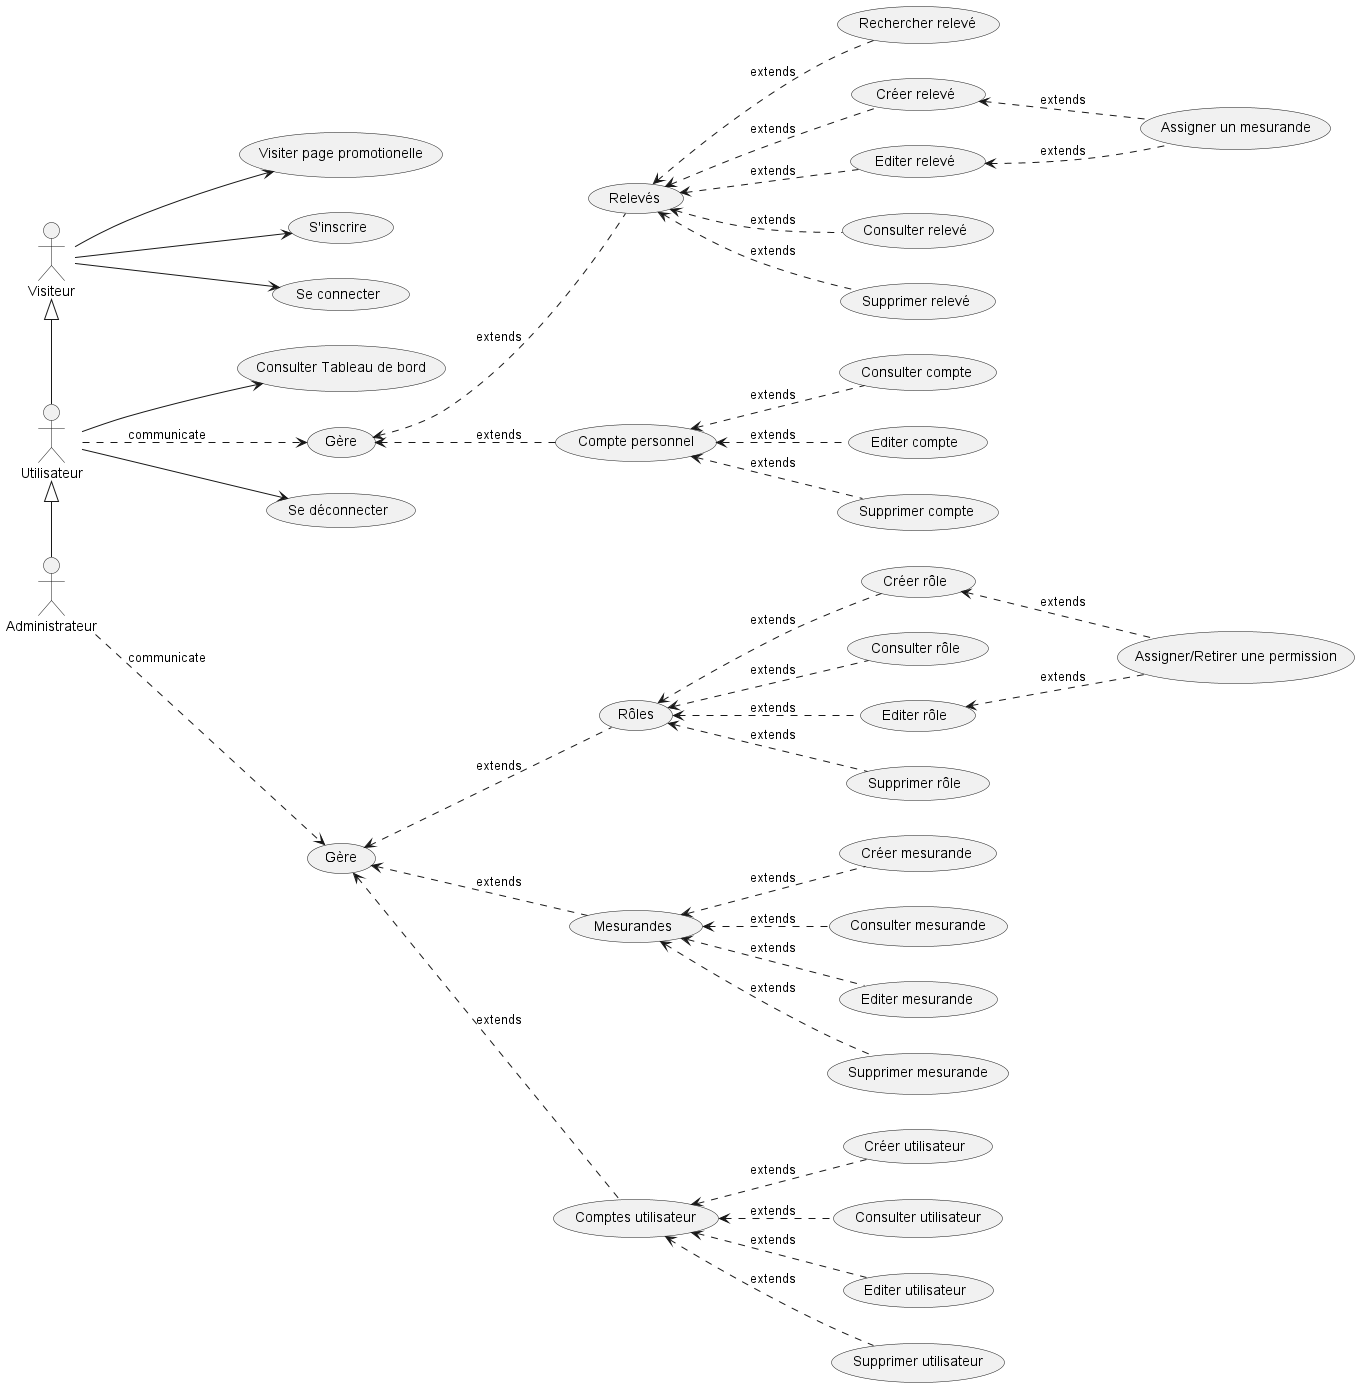 Rechercher relevé
extends
Créer relevé
extends
Assigner un mesurande
extends
Visiter page promotionelle
Editer relevé
extends
extends
Relevés
extends
Consulter relevé
S'inscrire
extends
Visiteur
Se connecter
Supprimer relevé
extends
Consulter Tableau de bord
Consulter compte
extends
communicate
Gère
extends
Compte personnel
extends
Editer compte
extends
Utilisateur
Se déconnecter
Supprimer compte
Créer rôle
extends
extends
Administrateur
Consulter rôle
communicate
extends
Assigner/Retirer une permission
extends
Rôles
extends
Editer rôle
extends
extends
Supprimer rôle
Gère
Créer mesurande
extends
extends
Mesurandes
extends
Consulter mesurande
extends
extends
Editer mesurande
extends
Supprimer mesurande
Créer utilisateur
extends
Comptes utilisateur
extends
Consulter utilisateur
extends
extends
Editer utilisateur
Supprimer utilisateur